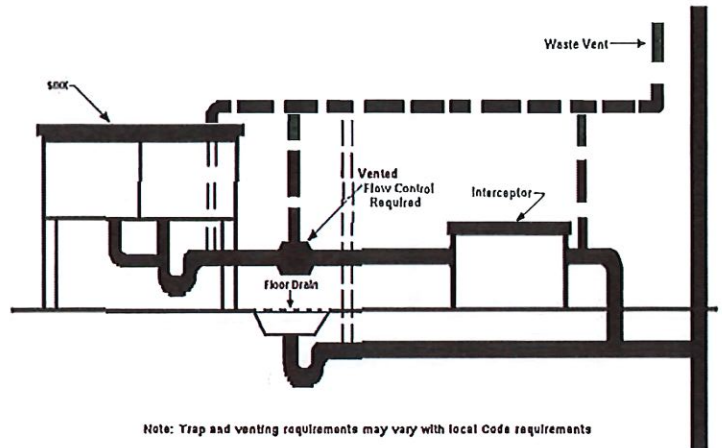 Waste Vent
Sink
Vented
Flow Control
Required
Interceptor
Floor Drain
Note: Trap and venting requirements may vary with local Code requirements